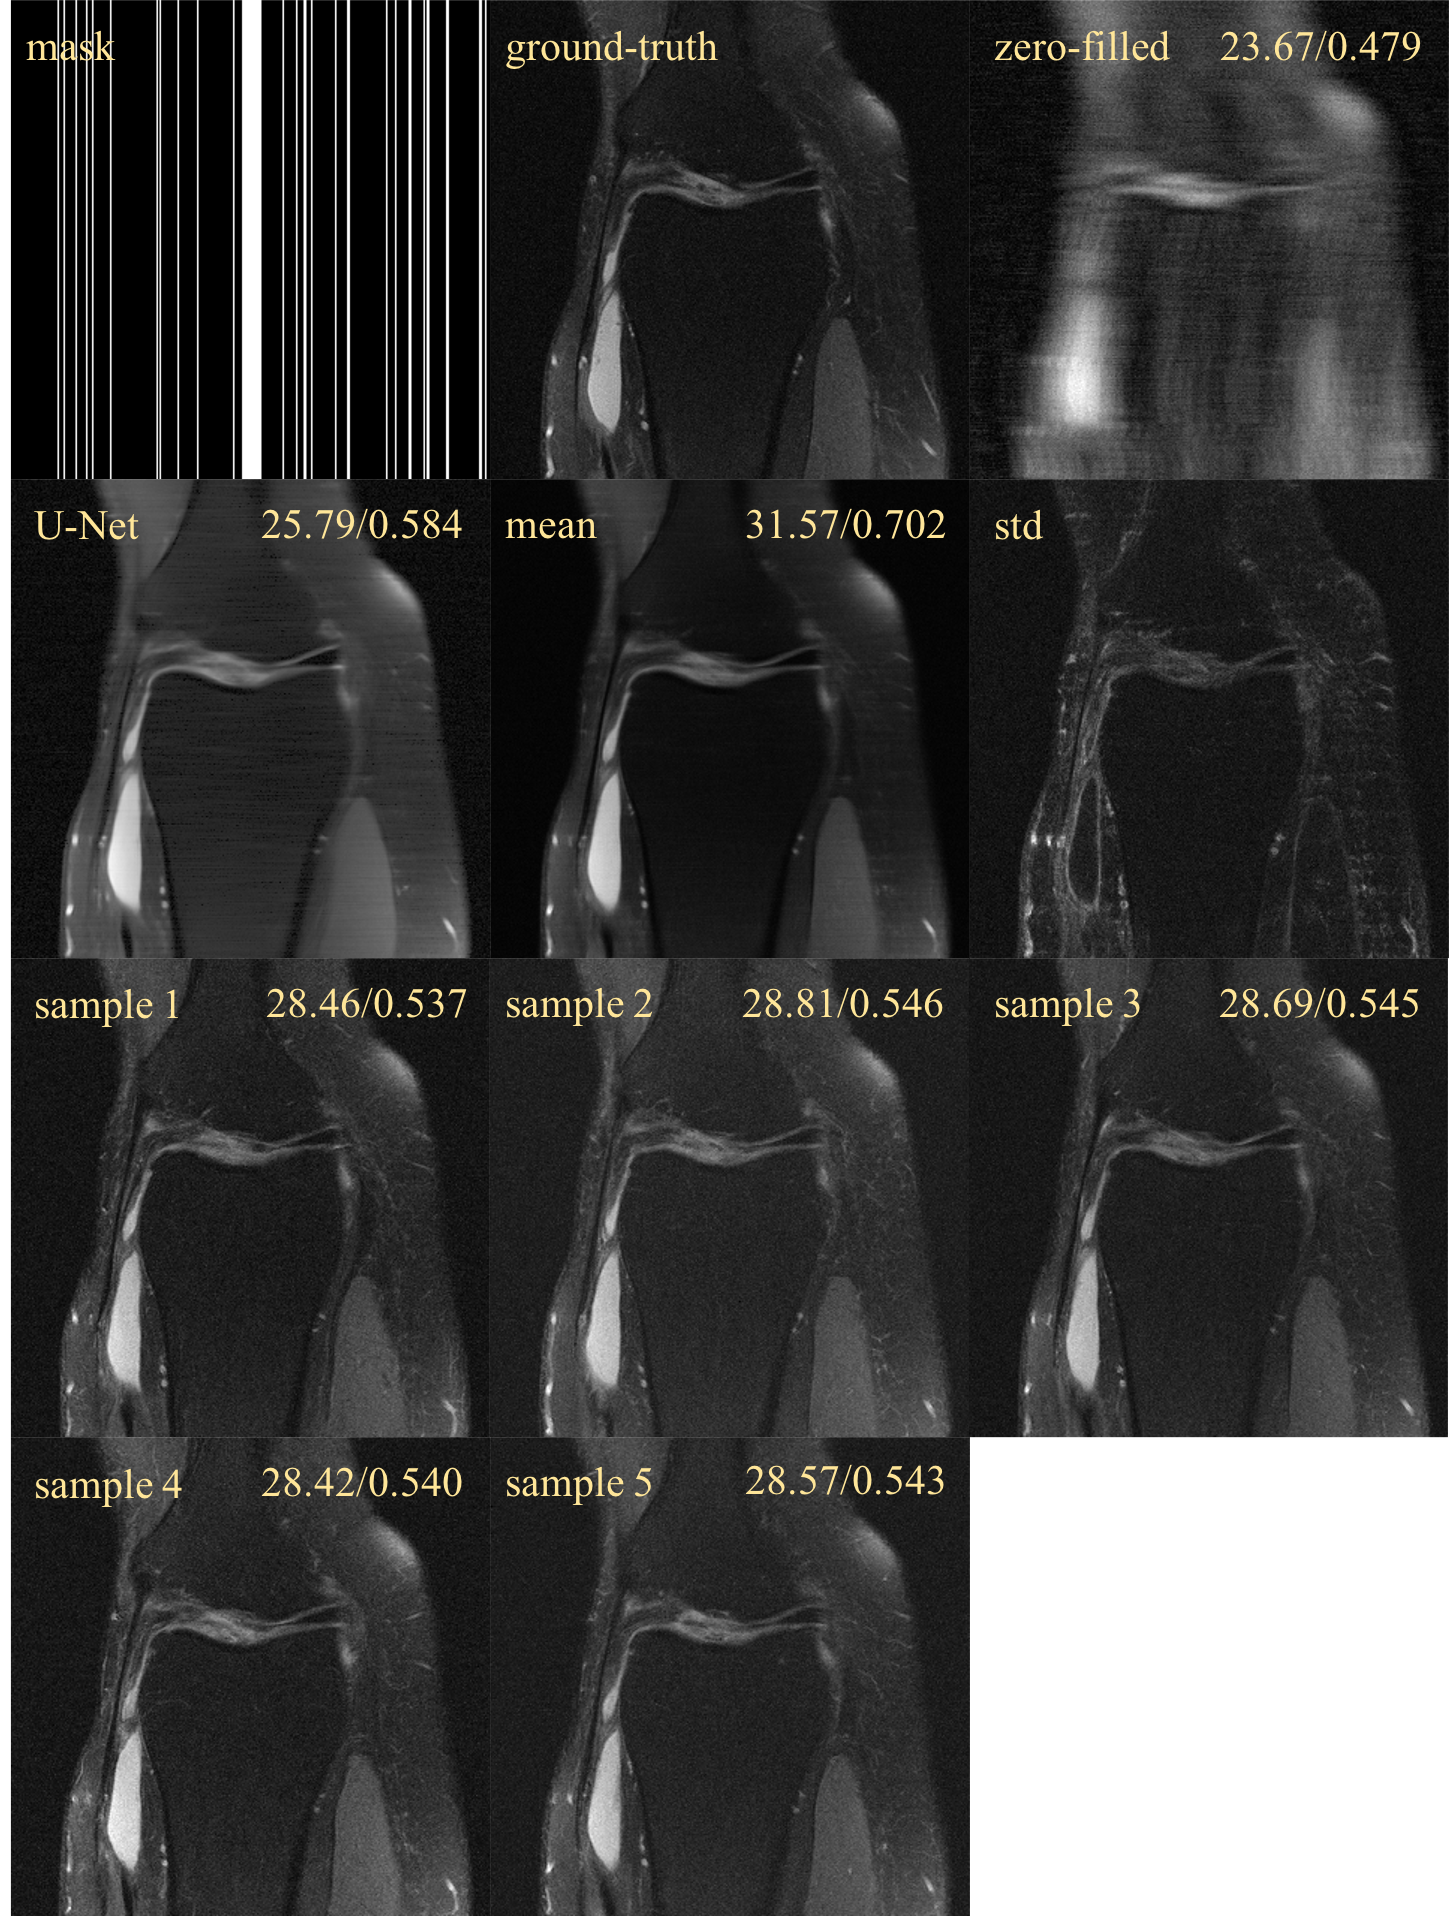 mask
ground-truth
zero-filled 23.67/0.479
U-Net 25.79/0.584
mean 31.57/0.702
std
sample 1 28.46/0.537
sample 2 28.81/0.546
sample 3 28.69/0.545
sample 4 28.42/0.540
sample 5 28.57/0.543